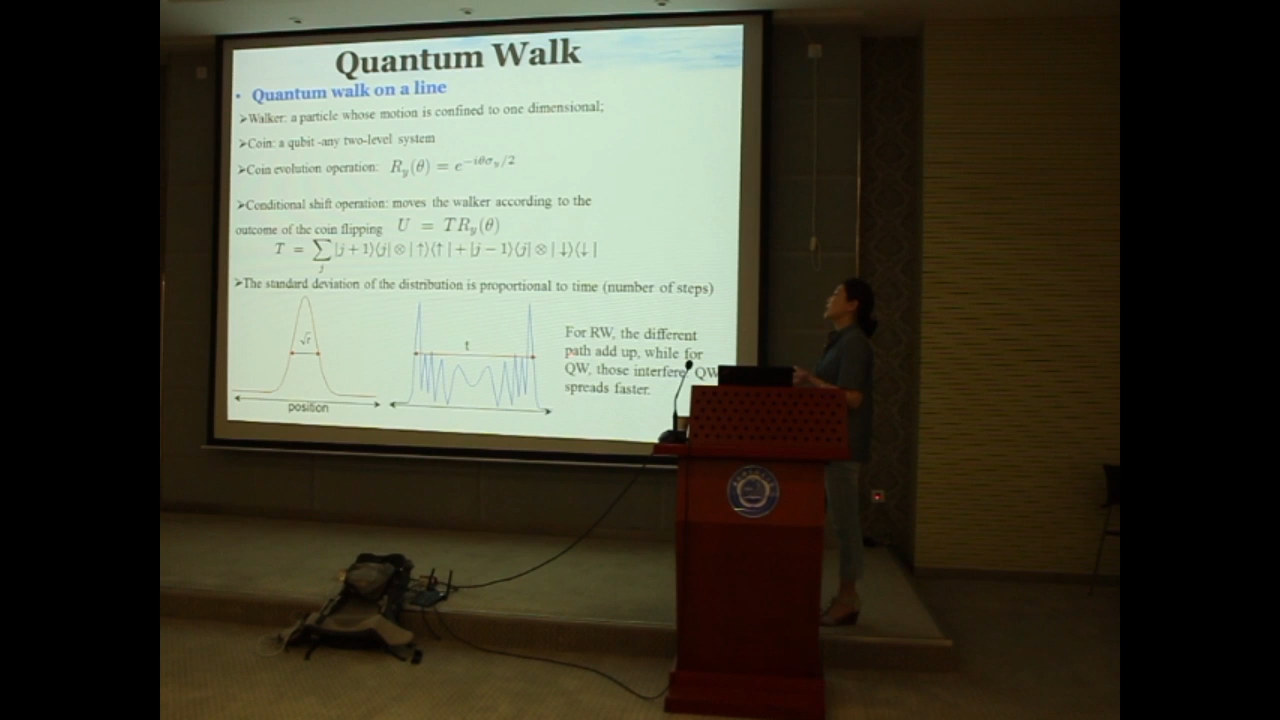 Quantum Walk
• Quantum walk on a line
➢Walker: a particle whose motion is confined to one dimensional;
➢Coin: a qubit -any two-level system
➢Coin evolution operation: R_y(θ) = e^{−iθσ_y/2}
➢Conditional shift operation: moves the walker according to the
outcome of the coin flipping U = TR_y(θ)
T = ∑_j |j + 1⟩⟨j| ⊗ | ↑⟩⟨↑ | + |j − 1⟩⟨j| ⊗ | ↓⟩⟨↓ |
➢The standard deviation of the distribution is proportional to time (number of steps)
t
For RW, the different
path add up, while for
QW, those interfere QW
spreads faster.
position